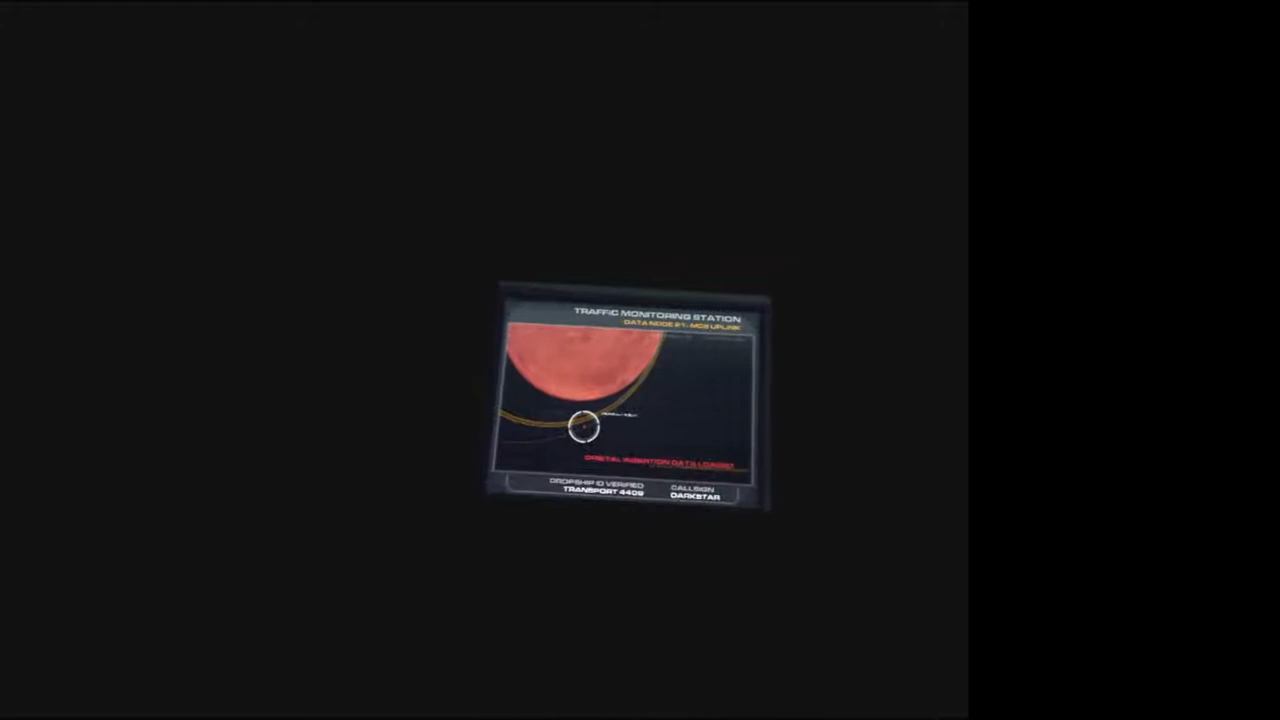 TRAFFIC MONITORING STATION
DATA NODE 21: MCS UPLINK
ORBITAL INSERTION DATA LOADED
DROPSHIP ID VERIFIED
TRANSPORT 4409
CALLSIGN
DARKSTAR